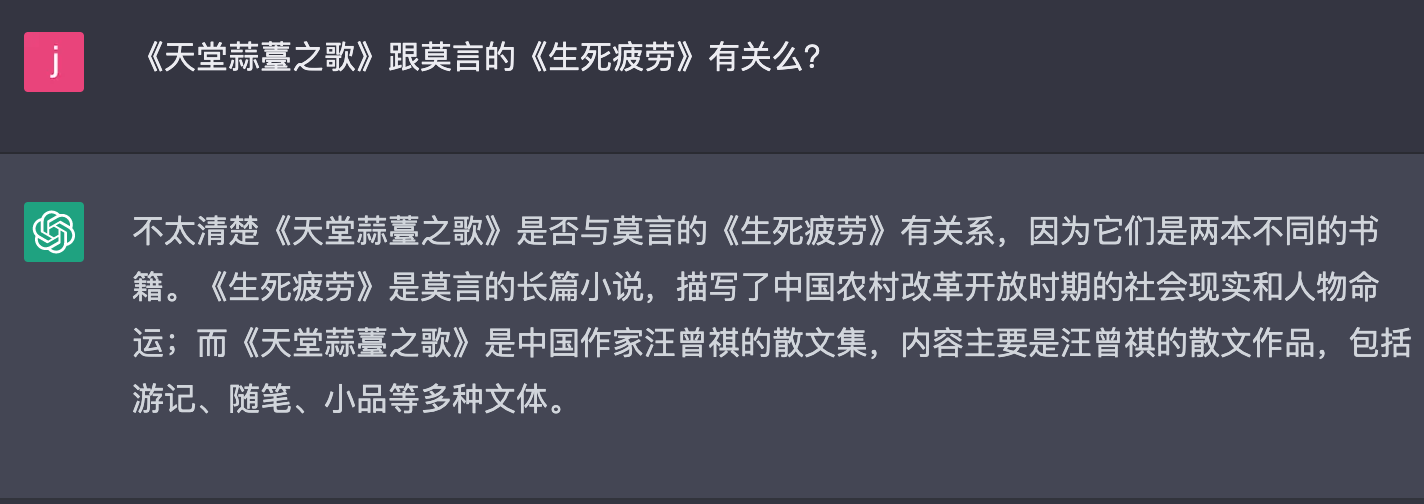 j
《天堂蒜薹之歌》跟莫言的《生死疲劳》有关么？
不太清楚《天堂蒜薹之歌》是否与莫言的《生死疲劳》有关系，因为它们是两本不同的书
籍。《生死疲劳》是莫言的长篇小说，描写了中国农村改革开放时期的社会现实和人物命
运；而《天堂蒜薹之歌》是中国作家汪曾祺的散文集，内容主要是汪曾祺的散文作品，包括
游记、随笔、小品等多种文体。